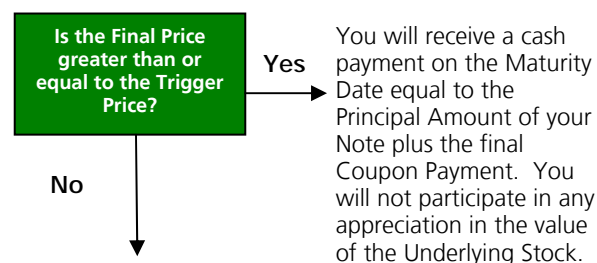 Is the Final Price
greater than or
equal to the Trigger
Price?
Yes
You will receive a cash
payment on the Maturity
Date equal to the
Principal Amount of your
Note plus the final
Coupon Payment.  You
will not participate in any
appreciation in the value
of the Underlying Stock.
No